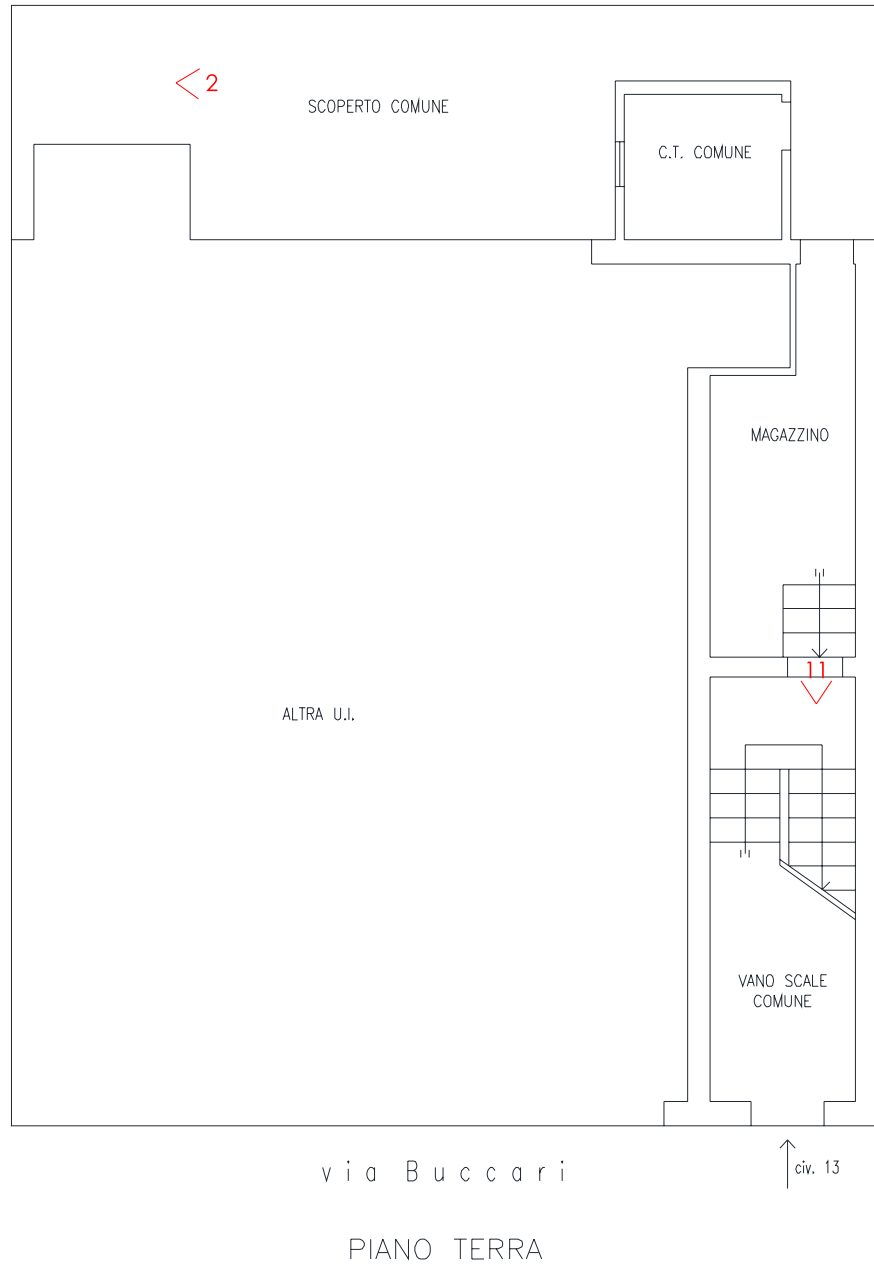 2
SCOPERTO COMUNE
C.T. COMUNE
MAGAZZINO
11
ALTRA U.I.
VANO SCALE
COMUNE
via Buccari
civ. 13
PIANO TERRA